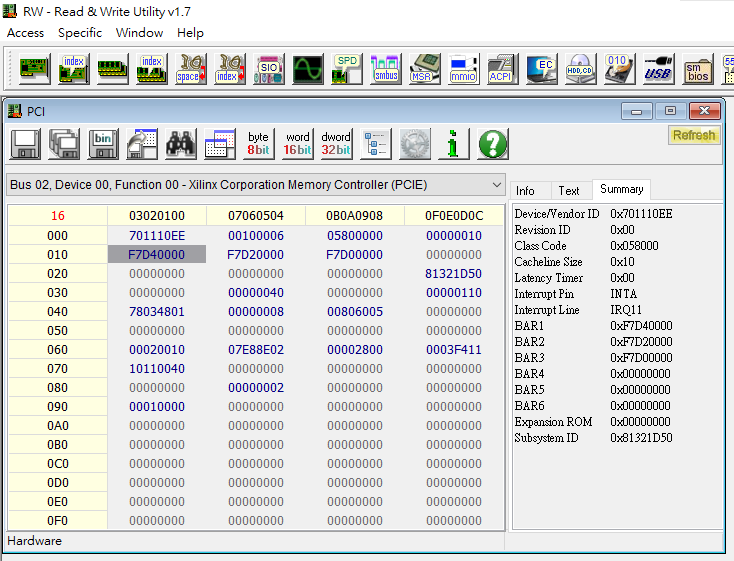 RW - Read & Write Utility v1.7
Access Specific Window Help
index index space index SIO SPD smbus MSR mmio ACPI EC HDD,CD 010 USB sm bios
PCI
bin byte 8bit word 16bit dword 32bit i ? Refresh
Bus 02, Device 00, Function 00 - Xilinx Corporation Memory Controller (PCIE)
Info Text Summary
16 03020100 07060504 0B0A0908 0F0E0D0C
000 701110EE 00100006 05800000 00000010
010 F7D40000 F7D20000 F7D00000 00000000
020 00000000 00000000 00000000 81321D50
030 00000000 00000040 00000000 00000110
040 78034801 00000008 00806005 00000000
050 00000000 00000000 00000000 00000000
060 00020010 07E88E02 00002800 0003F411
070 10110040 00000000 00000000 00000000
080 00000000 00000002 00000000 00000000
090 00010000 00000000 00000000 00000000
0A0 00000000 00000000 00000000 00000000
0B0 00000000 00000000 00000000 00000000
0C0 00000000 00000000 00000000 00000000
0D0 00000000 00000000 00000000 00000000
0E0 00000000 00000000 00000000 00000000
0F0 00000000 00000000 00000000 00000000
Device/Vendor ID 0x701110EE
Revision ID 0x00
Class Code 0x058000
Cacheline Size 0x10
Latency Timer 0x00
Interrupt Pin INTA
Interrupt Line IRQ11
BAR1 0xF7D40000
BAR2 0xF7D20000
BAR3 0xF7D00000
BAR4 0x00000000
BAR5 0x00000000
BAR6 0x00000000
Expansion ROM 0x00000000
Subsystem ID 0x81321D50
Hardware